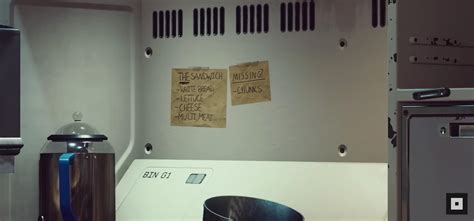 THE SANDWICH
-WHITE BREAD
-LETTUCE
-CHEESE
-MULTI MEAT
MISSING
-CHUNKS
BIN 01